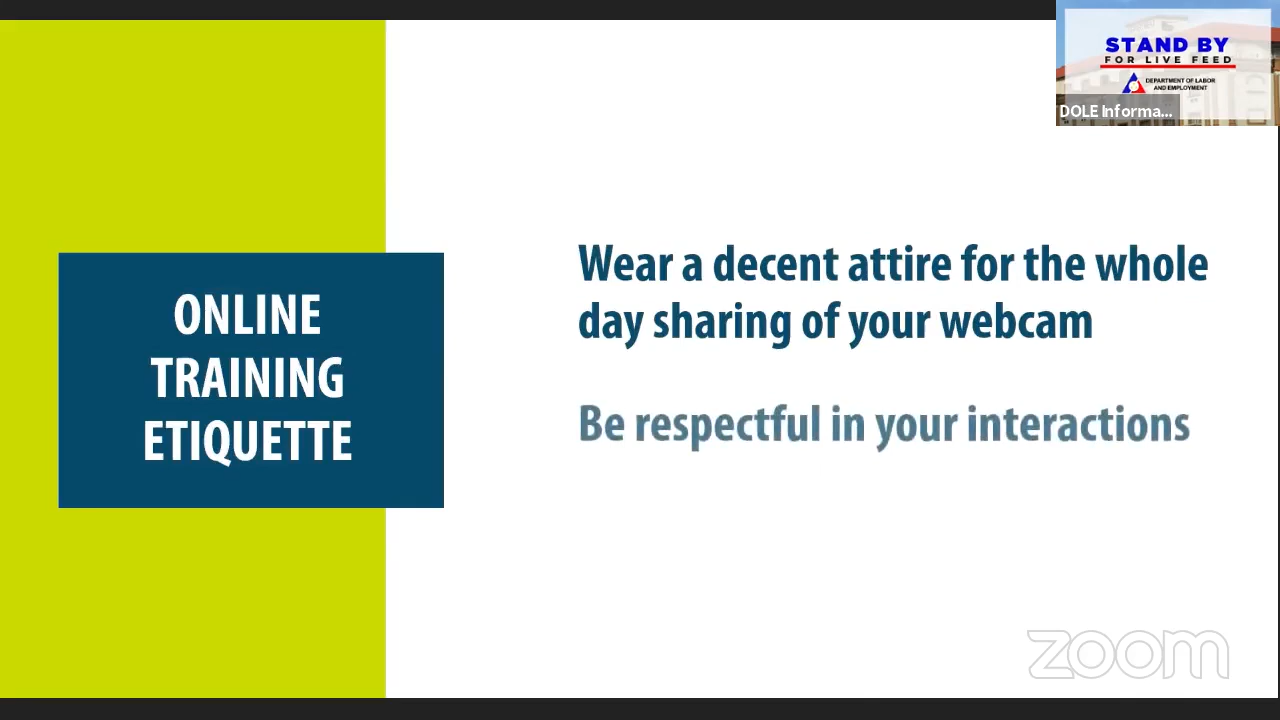 STAND BY
FOR LIVE FEED
DEPARTMENT OF LABOR
AND EMPLOYMENT
DOLE Informa...
ONLINE
TRAINING
ETIQUETTE
Wear a decent attire for the whole
day sharing of your webcam
Be respectful in your interactions
zoom